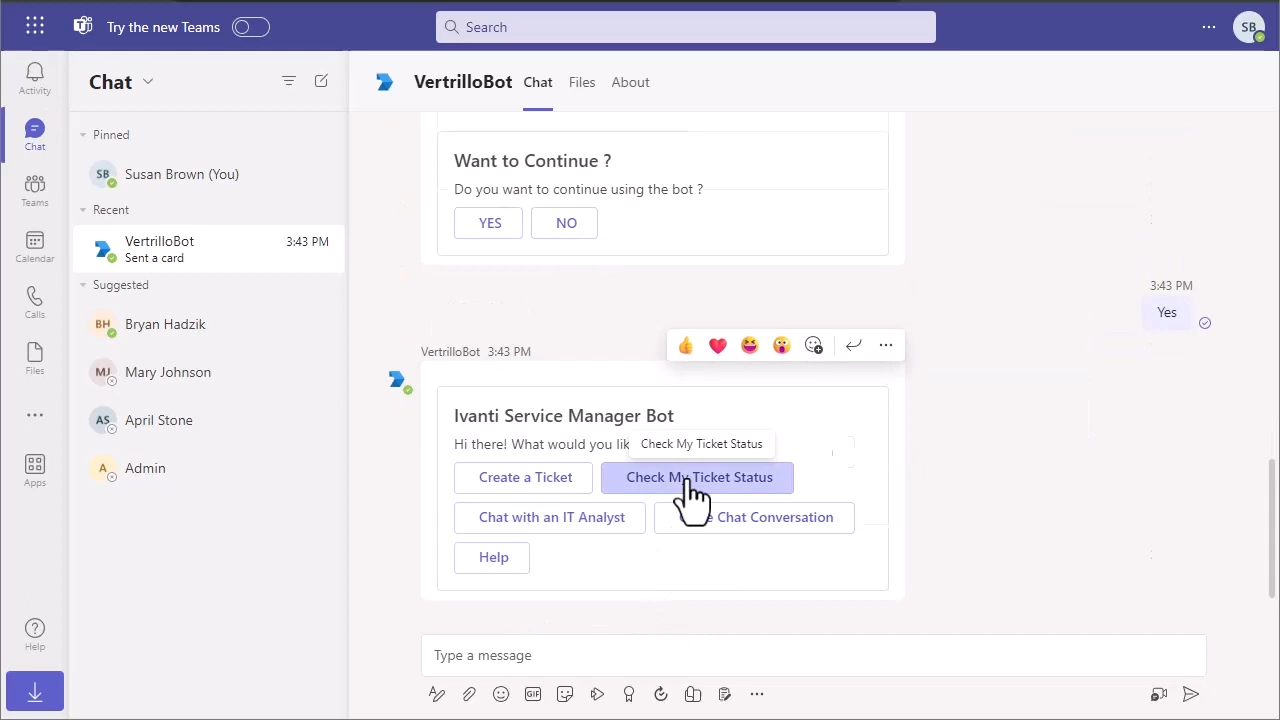 Try the new Teams
Search
SB
Activity
Chat
Teams
Calendar
Calls
Files
Apps
Help
Chat
Pinned
SB
Susan Brown (You)
Recent
VertrilloBot
3:43 PM
Sent a card
Suggested
BH
Bryan Hadzik
MJ
Mary Johnson
AS
April Stone
A
Admin
VertrilloBot
Chat
Files
About
Want to Continue ?
Do you want to continue using the bot ?
YES
NO
3:43 PM
Yes
VertrilloBot 3:43 PM
Ivanti Service Manager Bot
Hi there! What would you
Check My Ticket Status
Create a Ticket
Check My Ticket Status
Chat with an IT Analyst
Chat Conversation
Help
Type a message
GIF